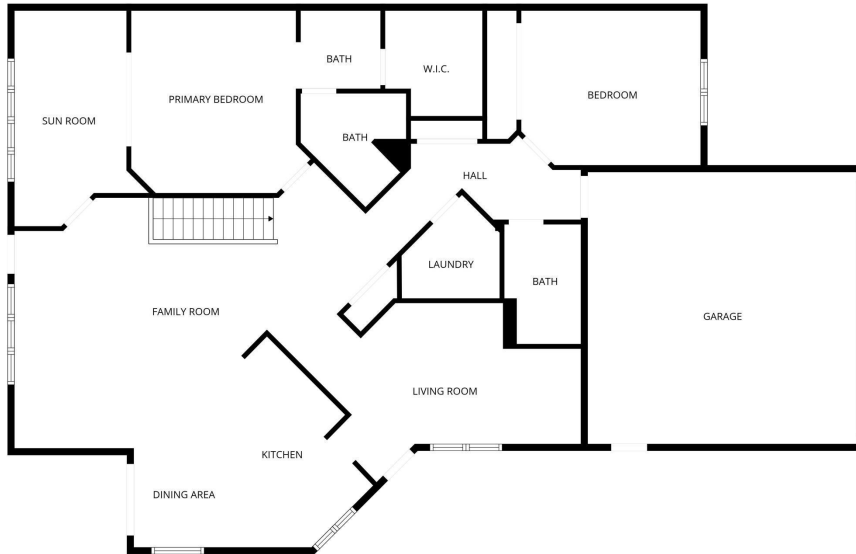 BATH
W.I.C.
PRIMARY BEDROOM
BEDROOM
SUN ROOM
BATH
HALL
LAUNDRY
BATH
FAMILY ROOM
GARAGE
LIVING ROOM
KITCHEN
DINING AREA